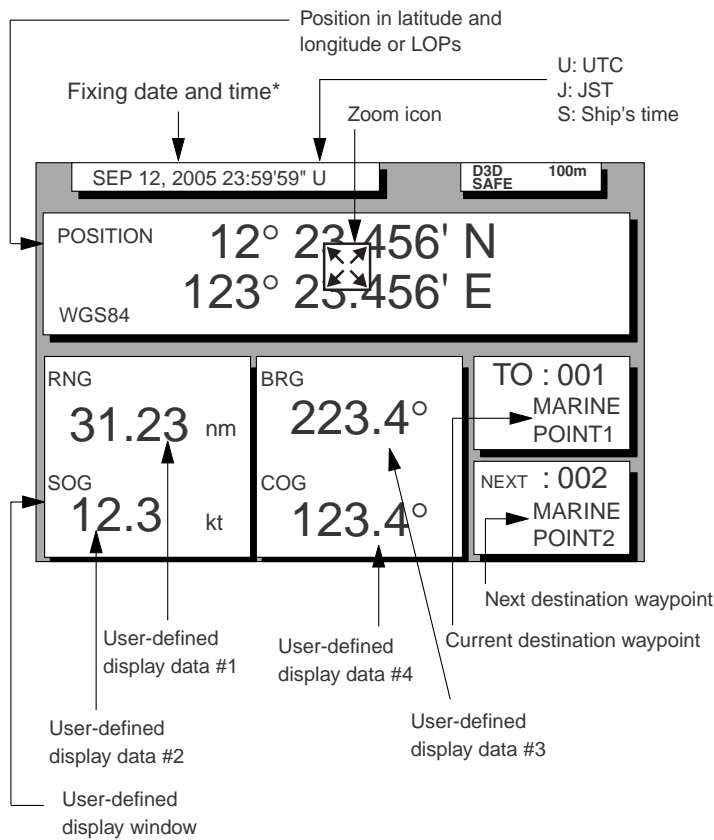 Position in latitude and
longitude or LOPs
U: UTC
J: JST
S: Ship's time
Fixing date and time*
Zoom icon
SEP 12, 2005 23:59'59" U
D3D 100m
SAFE
POSITION 12° 23.456' N
123° 25.456' E
WGS84
RNG
31.23 nm
SOG
12.3 kt
BRG
223.4°
COG
123.4°
TO : 001
MARINE
POINT1
NEXT : 002
MARINE
POINT2
Next destination waypoint
Current destination waypoint
User-defined
display data #1
User-defined
display data #4
User-defined
display data #3
User-defined
display data #2
User-defined
display window